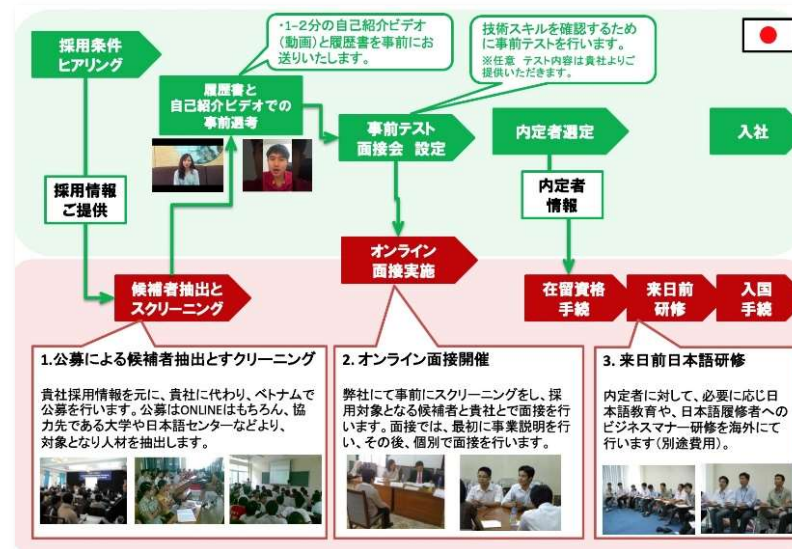 採用条件
ヒアリング
・1-2分の自己紹介ビデオ
(動画)と履歴書を事前にお
送りいたします。
技術スキルを確認するため
に事前テストを行います。
※任意 テスト内容は貴社よりご
提供いただきます。
履歴書と
自己紹介ビデオでの
事前選考
事前テスト
面接会 設定
内定者選定
入社
採用情報
ご提供
内定者
情報
オンライン
面接実施
候補者抽出と
スクリーニング
在留資格
手続
来日前
研修
入国
手続
1.公募による候補者抽出とすクリーニング
貴社採用情報を元に、貴社に代わり、ベトナムで
公募を行います。公募はONLINEはもちろん、協
力先である大学や日本語センターなどより、
対象となり人材を抽出します。
2. オンライン面接開催
弊社にて事前にスクリーニングをし、採
用対象となる候補者と貴社とで面接を行
います。面接では、最初に事業説明を行
い、その後、個別で面接を行います。
3. 来日前日本語研修
内定者に対して、必要に応じ日
本語教育や、日本語履修者への
ビジネスマナー研修を海外にて
行います(別途費用)。